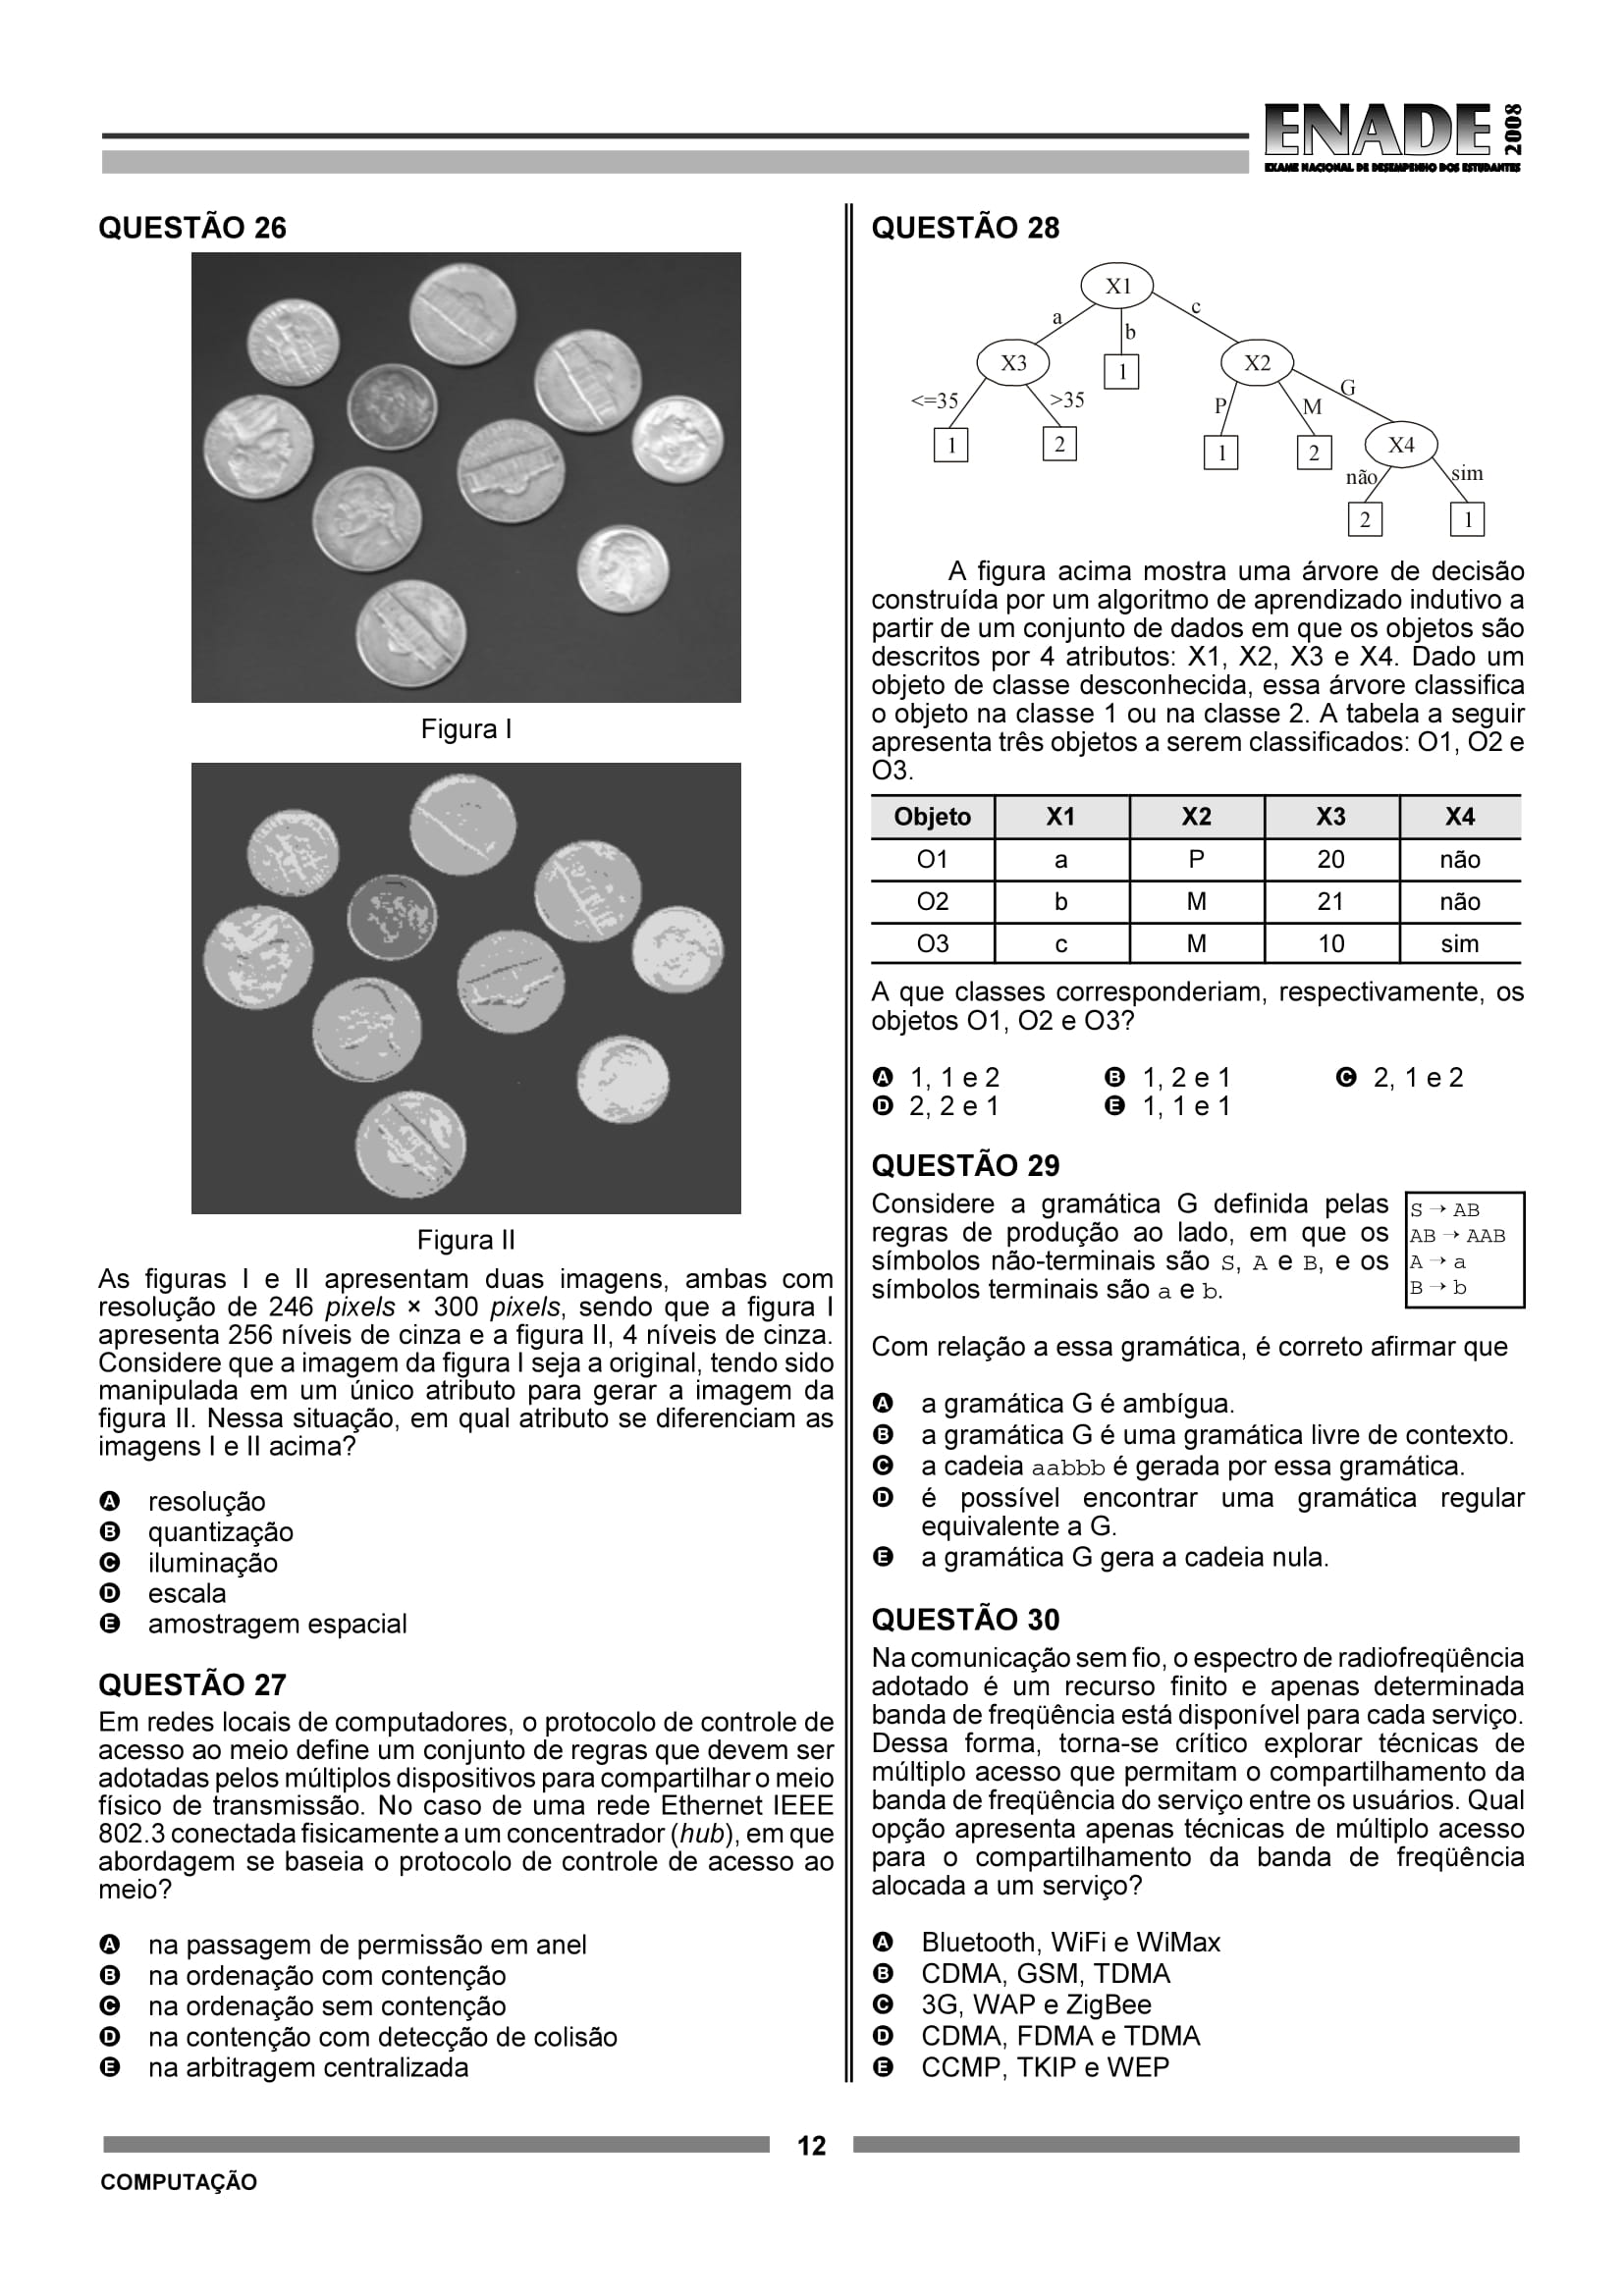 ENADE 2008
EXAME NACIONAL DE DESEMPENHO DOS ESTUDANTES
QUESTÃO 26
Figura I
Figura II
As figuras I e II apresentam duas imagens, ambas com
resolução de 246 pixels × 300 pixels, sendo que a figura I
apresenta 256 níveis de cinza e a figura II, 4 níveis de cinza.
Considere que a imagem da figura I seja a original, tendo sido
manipulada em um único atributo para gerar a imagem da
figura II. Nessa situação, em qual atributo se diferenciam as
imagens I e II acima?
A resolução
B quantização
C iluminação
D escala
E amostragem espacial
QUESTÃO 27
Em redes locais de computadores, o protocolo de controle de
acesso ao meio define um conjunto de regras que devem ser
adotadas pelos múltiplos dispositivos para compartilhar o meio
físico de transmissão. No caso de uma rede Ethernet IEEE
802.3 conectada fisicamente a um concentrador (hub), em que
abordagem se baseia o protocolo de controle de acesso ao
meio?
A na passagem de permissão em anel
B na ordenação com contenção
C na ordenação sem contenção
D na contenção com detecção de colisão
E na arbitragem centralizada
QUESTÃO 28
X1
a
b
c
X3
1
X2
<=35
>35
P
M
G
1
2
1
2
X4
não
sim
2
1
A figura acima mostra uma árvore de decisão
construída por um algoritmo de aprendizado indutivo a
partir de um conjunto de dados em que os objetos são
descritos por 4 atributos: X1, X2, X3 e X4. Dado um
objeto de classe desconhecida, essa árvore classifica
o objeto na classe 1 ou na classe 2. A tabela a seguir
apresenta três objetos a serem classificados: O1, O2 e
O3.
Objeto X1 X2 X3 X4
O1 a P 20 não
O2 b M 21 não
O3 c M 10 sim
A que classes corresponderiam, respectivamente, os
objetos O1, O2 e O3?
A 1, 1 e 2 B 1, 2 e 1 C 2, 1 e 2
D 2, 2 e 1 E 1, 1 e 1
QUESTÃO 29
Considere a gramática G definida pelas
regras de produção ao lado, em que os
símbolos não-terminais são S, A e B, e os
símbolos terminais são a e b.
S → AB
AB → AAB
A → a
B → b
Com relação a essa gramática, é correto afirmar que
A a gramática G é ambígua.
B a gramática G é uma gramática livre de contexto.
C a cadeia aabbb é gerada por essa gramática.
D é possível encontrar uma gramática regular
equivalente a G.
E a gramática G gera a cadeia nula.
QUESTÃO 30
Na comunicação sem fio, o espectro de radiofreqüência
adotado é um recurso finito e apenas determinada
banda de freqüência está disponível para cada serviço.
Dessa forma, torna-se crítico explorar técnicas de
múltiplo acesso que permitam o compartilhamento da
banda de freqüência do serviço entre os usuários. Qual
opção apresenta apenas técnicas de múltiplo acesso
para o compartilhamento da banda de freqüência
alocada a um serviço?
A Bluetooth, WiFi e WiMax
B CDMA, GSM, TDMA
C 3G, WAP e ZigBee
D CDMA, FDMA e TDMA
E CCMP, TKIP e WEP
12
COMPUTAÇÃO